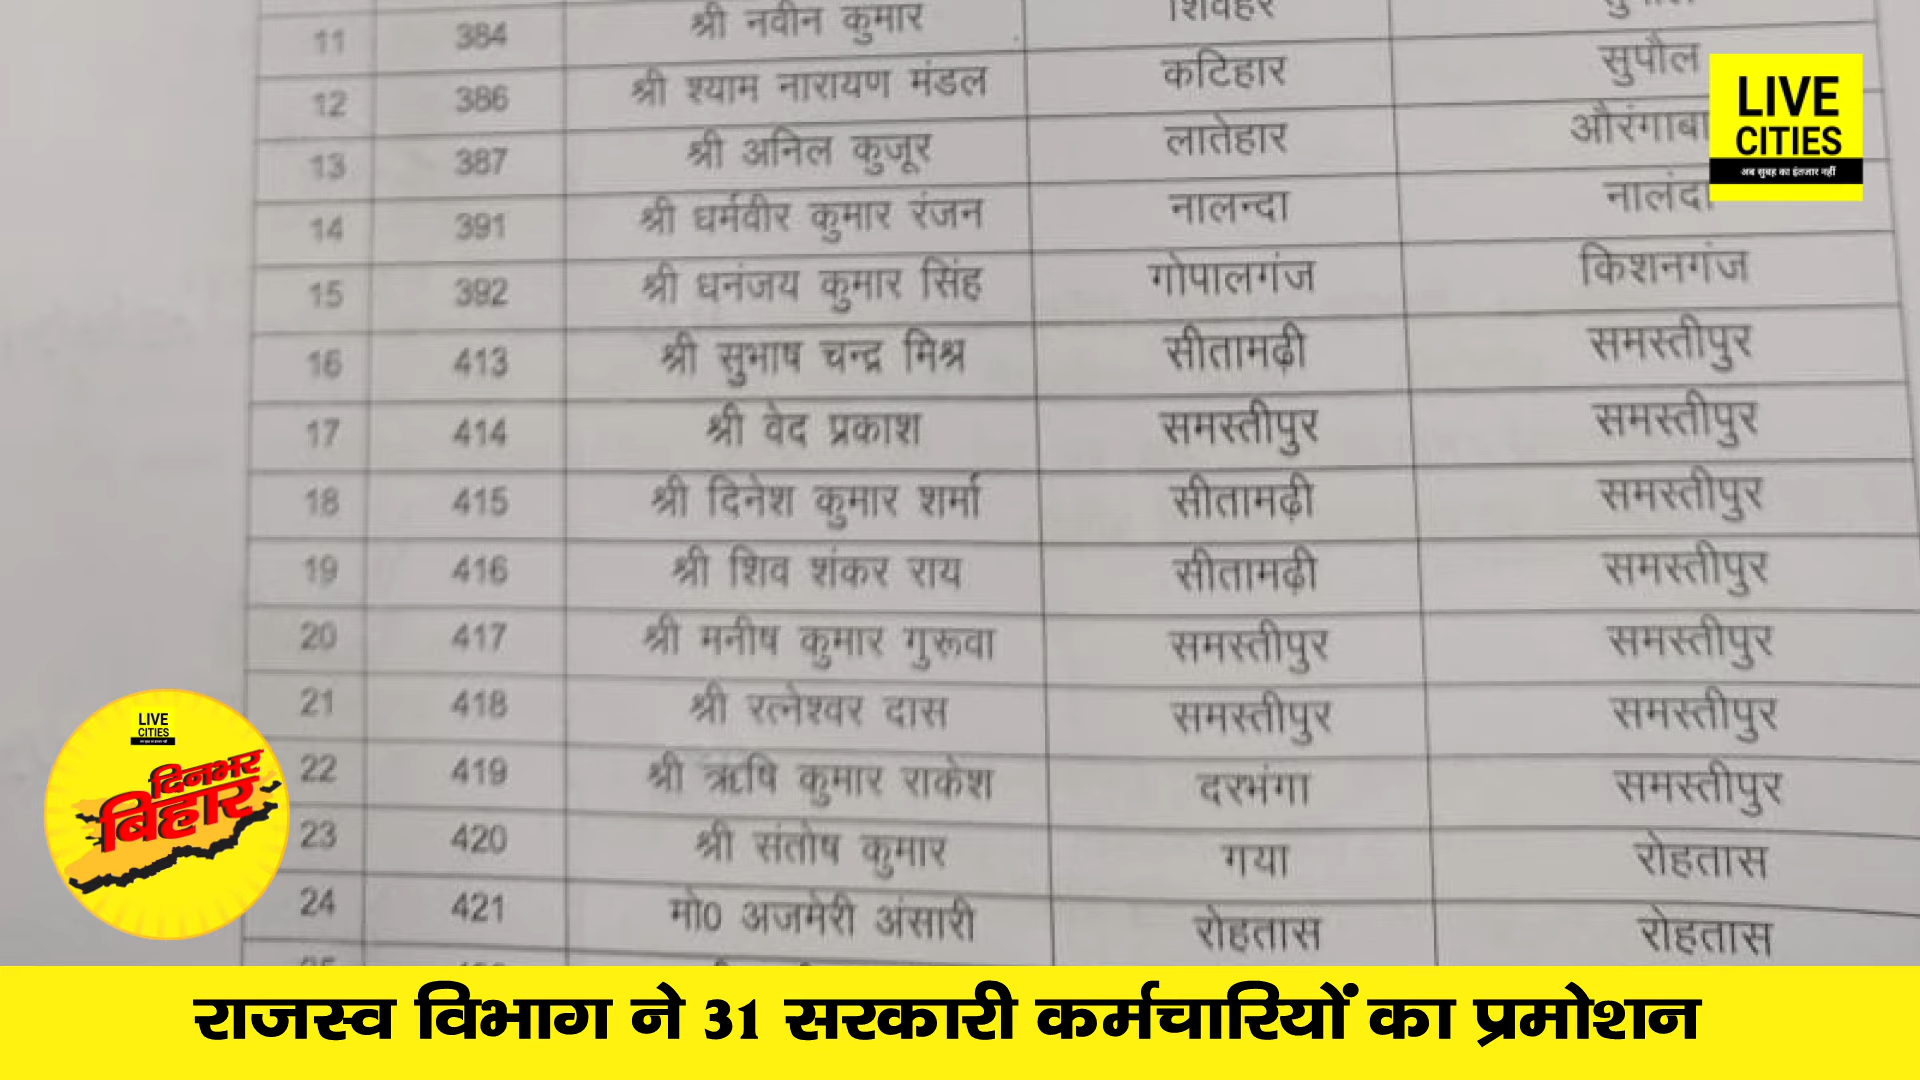 11 384 श्री नवीन कुमार शिवहर
12 386 श्री श्याम नारायण मंडल कटिहार सुपौल
13 387 श्री अनिल कुजूर लातेहार औरंगाबा
14 391 श्री धर्मवीर कुमार रंजन नालन्दा नालंदा
15 392 श्री धनंजय कुमार सिंह गोपालगंज किशनगंज
16 413 श्री सुभाष चन्द्र मिश्र सीतामढ़ी समस्तीपुर
17 414 श्री वेद प्रकाश समस्तीपुर समस्तीपुर
18 415 श्री दिनेश कुमार शर्मा सीतामढ़ी समस्तीपुर
19 416 श्री शिव शंकर राय सीतामढ़ी समस्तीपुर
20 417 श्री मनीष कुमार गुरूवा समस्तीपुर समस्तीपुर
21 418 श्री रत्नेश्वर दास समस्तीपुर समस्तीपुर
22 419 श्री ऋषि कुमार राकेश दरभंगा समस्तीपुर
23 420 श्री संतोष कुमार गया रोहतास
24 421 मो0 अजमेरी अंसारी रोहतास रोहतास
LIVE
CITIES
अब सुबह का इंतजार नहीं
LIVE
CITIES
दिनभर
बिहार
राजस्व विभाग ने 31 सरकारी कर्मचारियों का प्रमोशन